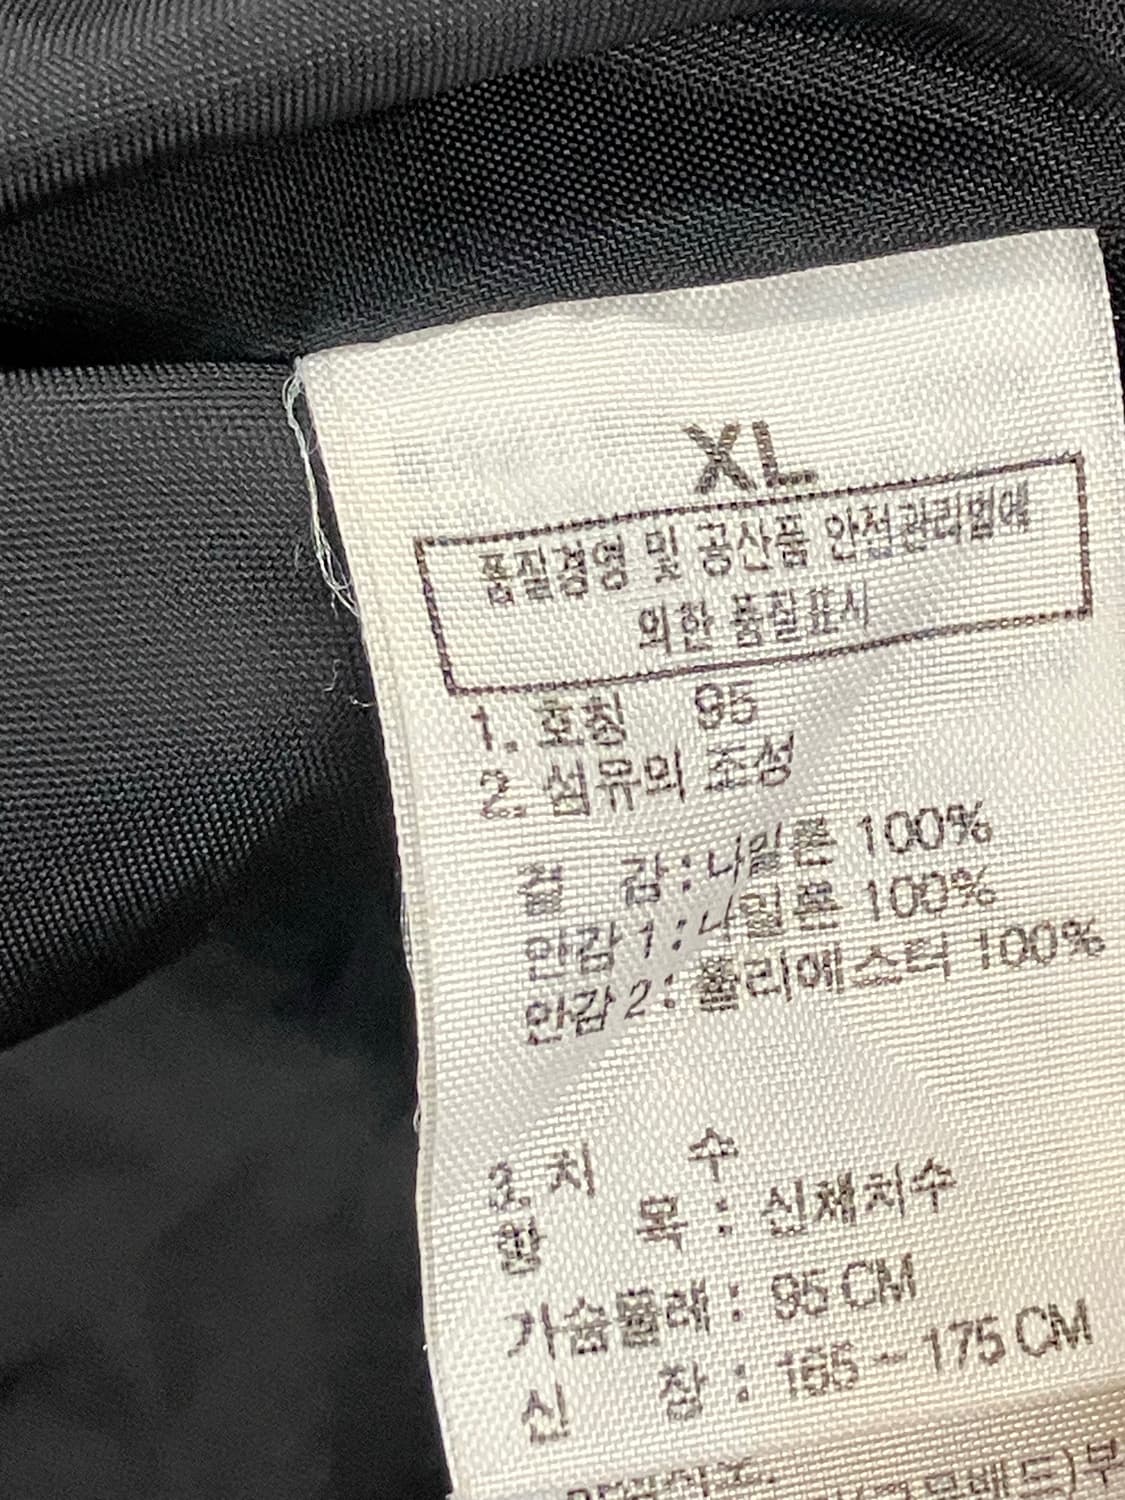 XL
품질경영 및 공산품 안전관리법에
의한 품질표시
1. 호칭 95
2. 섬유의 조성
겉 감 : 나일론 100%
안감 1 : 나일론 100%
안감 2 : 폴리에스터 100%
3. 치 수
항 목 : 신체치수
가슴둘레 : 95 CM
신 장 : 165 - 175 CM